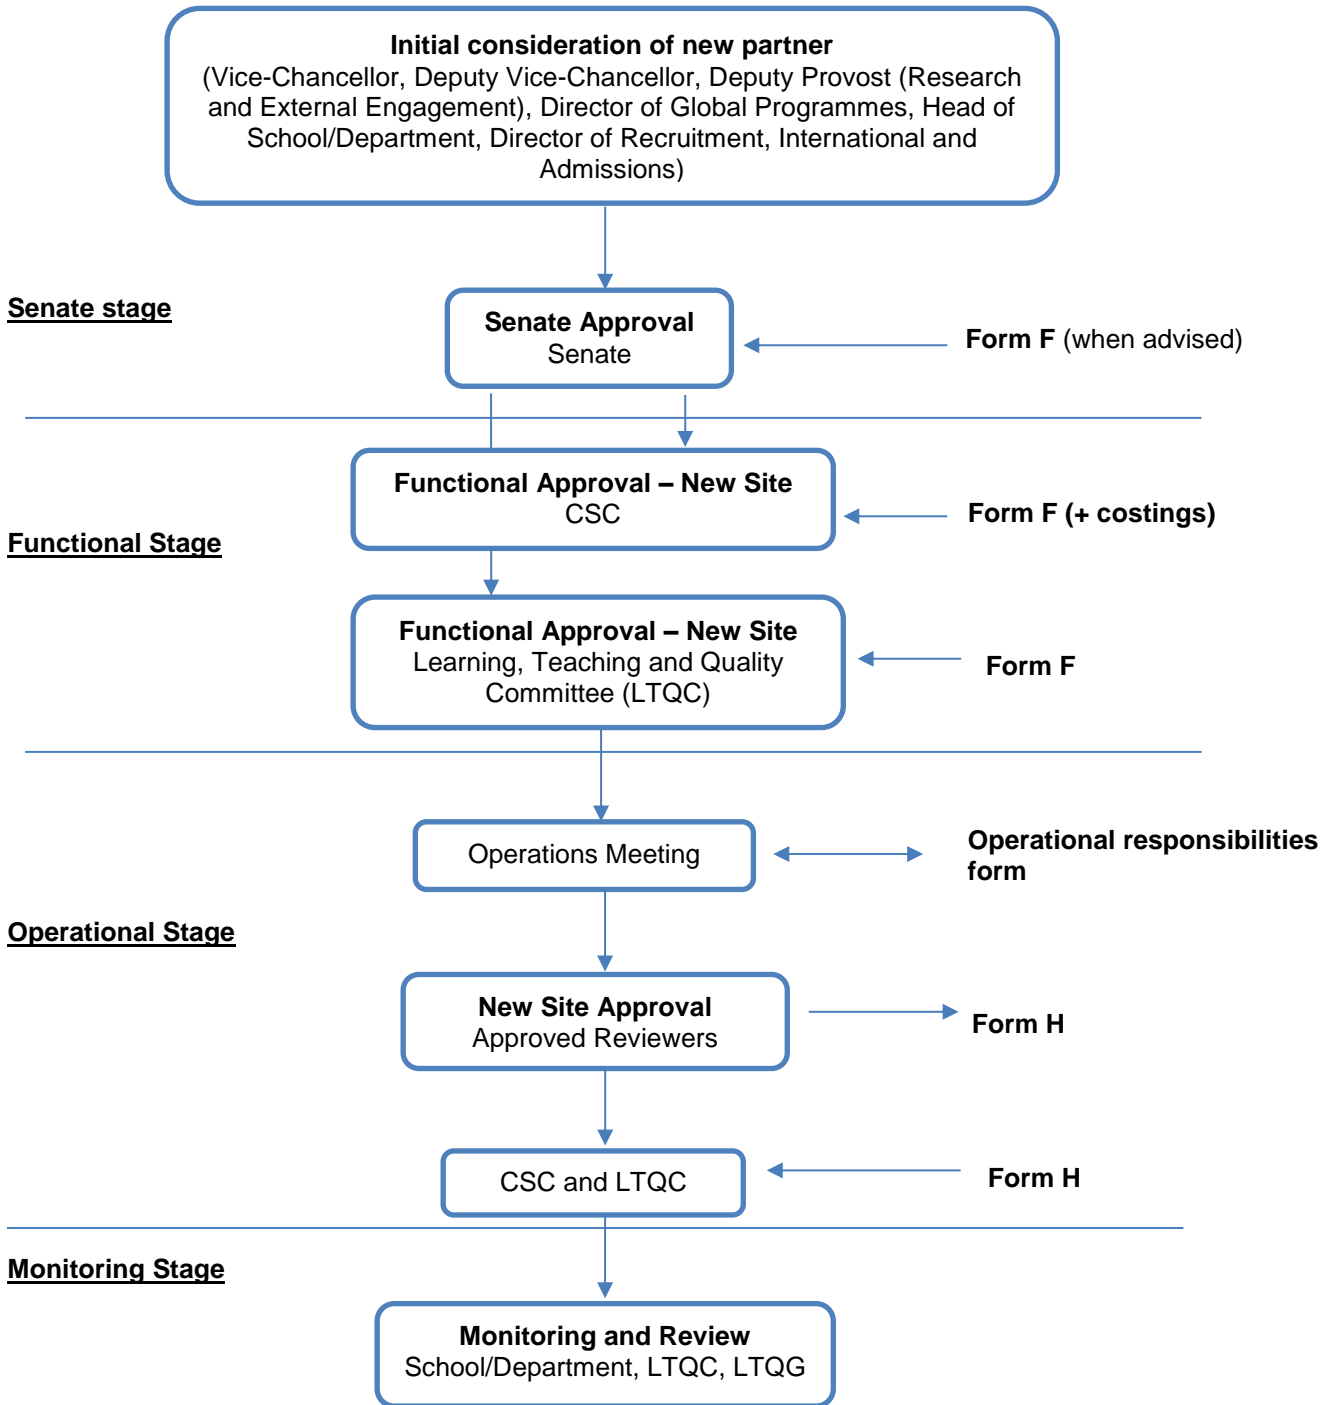 Initial consideration of new partner
(Vice-Chancellor, Deputy Vice-Chancellor, Deputy Provost (Research
and External Engagement), Director of Global Programmes, Head of
School/Department, Director of Recruitment, International and
Admissions)
Senate stage
Senate Approval
Senate
Form F (when advised)
Functional Approval – New Site
CSC
Form F (+ costings)
Functional Stage
Functional Approval – New Site
Learning, Teaching and Quality
Committee (LTQC)
Form F
Operations Meeting
Operational responsibilities
form
Operational Stage
New Site Approval
Approved Reviewers
Form H
CSC and LTQC
Form H
Monitoring Stage
Monitoring and Review
School/Department, LTQC, LTQG